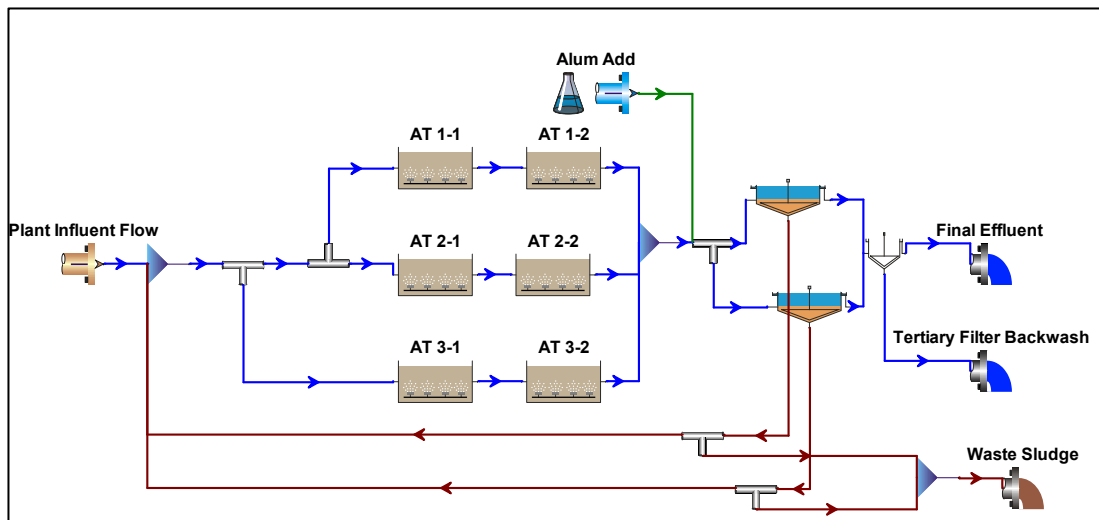 Alum Add
AT 1-1
AT 1-2
Plant Influent Flow
AT 2-1
AT 2-2
Final Effluent
Tertiary Filter Backwash
AT 3-1
AT 3-2
Waste Sludge